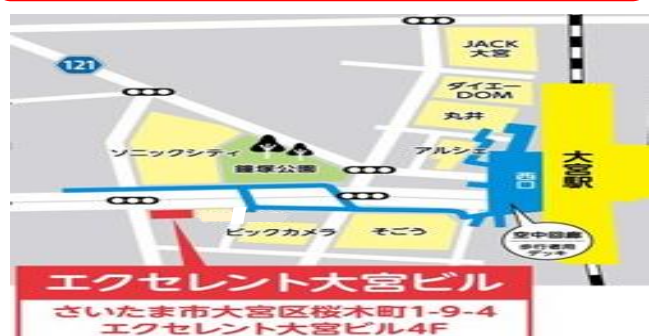 JACK
大宮
121
ダイエー
DOM
丸井
ソニックシティ
鐘塚公園
アルシェ
西口
大宮駅
ビックカメラ
そごう
空中回廊
歩行者用
デッキ
エクセレント大宮ビル
さいたま市大宮区桜木町1-9-4
エクセレント大宮ビル4F